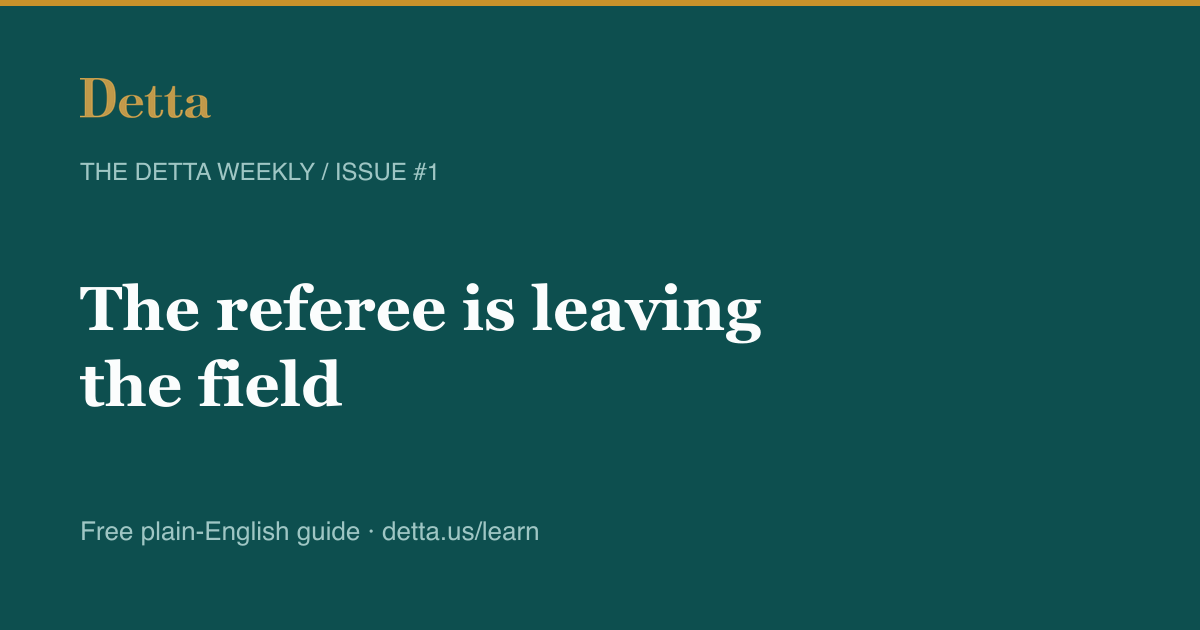 Detta
THE DETTA WEEKLY / ISSUE #1
The referee is leaving
the field
Free plain-English guide · detta.us/learn